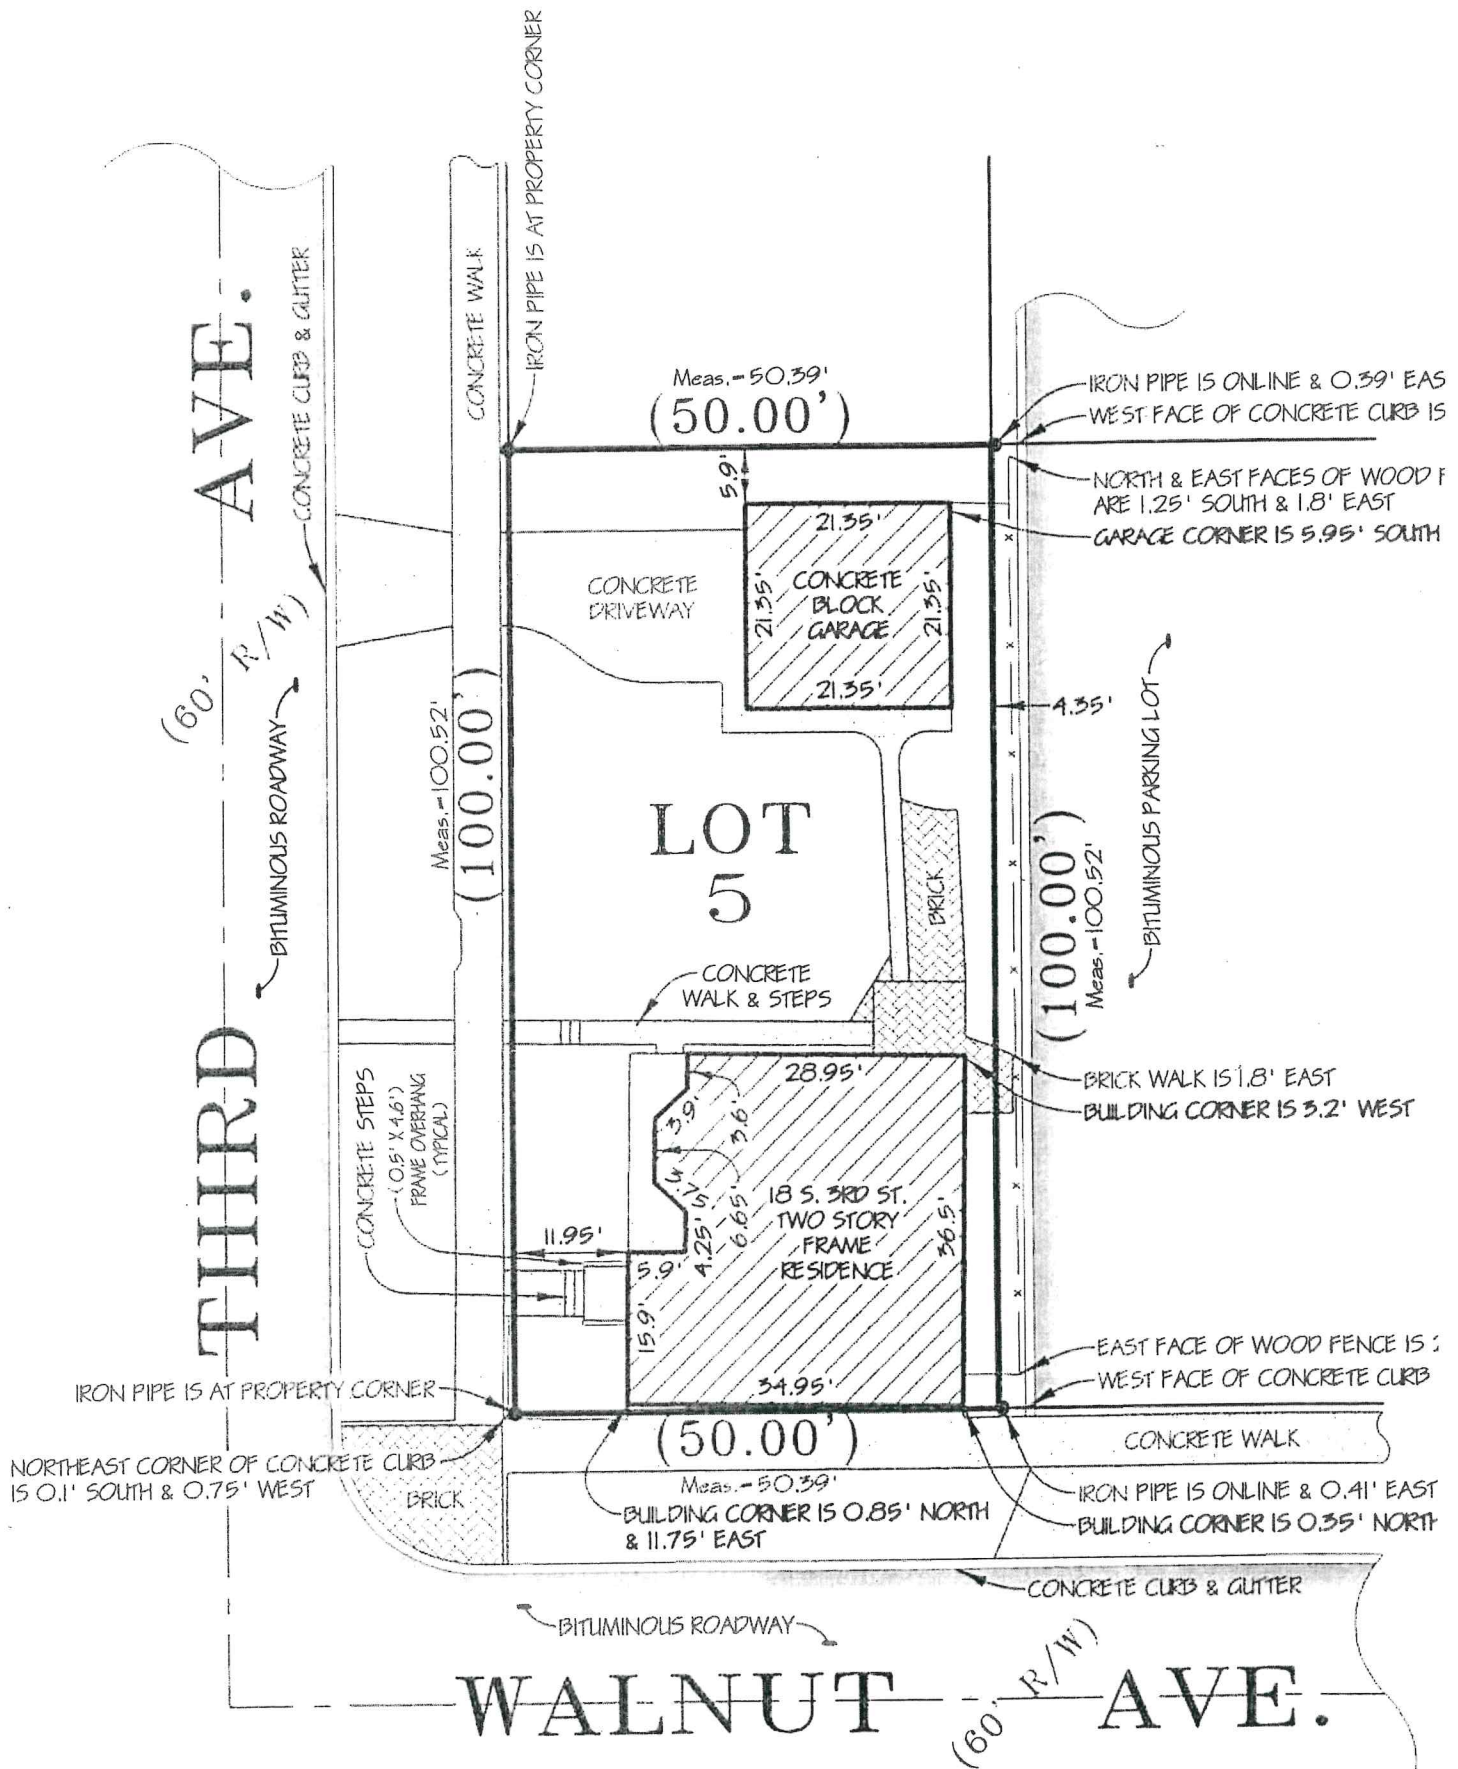 IRON PIPE IS AT PROPERTY CORNER
CONCRETE WALK
CONCRETE CURB & GUTTER
THIRD AVE.
(60' R/W)
BITUMINOUS ROADWAY
Meas.=50.39'
(50.00')
IRON PIPE IS ONLINE & 0.39' EAS
WEST FACE OF CONCRETE CURB IS
NORTH & EAST FACES OF WOOD F
ARE 1.25' SOUTH & 1.8' EAST
GARAGE CORNER IS 5.95' SOUTH
5.9'
21.35'
21.35'
CONCRETE
BLOCK
GARAGE
21.35'
21.35'
CONCRETE
DRIVEWAY
4.35'
BITUMINOUS PARKING LOT
Meas.=100.52'
(100.00')
LOT
5
BRICK
(100.00')
Meas.=100.52'
CONCRETE
WALK & STEPS
BRICK WALK IS 1.8' EAST
BUILDING CORNER IS 3.2' WEST
CONCRETE STEPS
(0.5' X 4.6')
FRAME OVERHANG
(TYPICAL)
28.95'
3.9'
3.6'
3.75'
6.65'
4.25'
18 S. 3RD ST.
TWO STORY
FRAME
RESIDENCE
36.5'
11.95'
5.9'
15.9'
34.95'
EAST FACE OF WOOD FENCE IS
WEST FACE OF CONCRETE CURB
IRON PIPE IS AT PROPERTY CORNER
NORTHEAST CORNER OF CONCRETE CURB
IS 0.1' SOUTH & 0.75' WEST
BRICK
(50.00')
Meas.=50.39'
CONCRETE WALK
BUILDING CORNER IS 0.85' NORTH
& 11.75' EAST
IRON PIPE IS ONLINE & 0.41' EAST
BUILDING CORNER IS 0.35' NORTH
CONCRETE CURB & GUTTER
BITUMINOUS ROADWAY
WALNUT AVE.
(60' R/W)